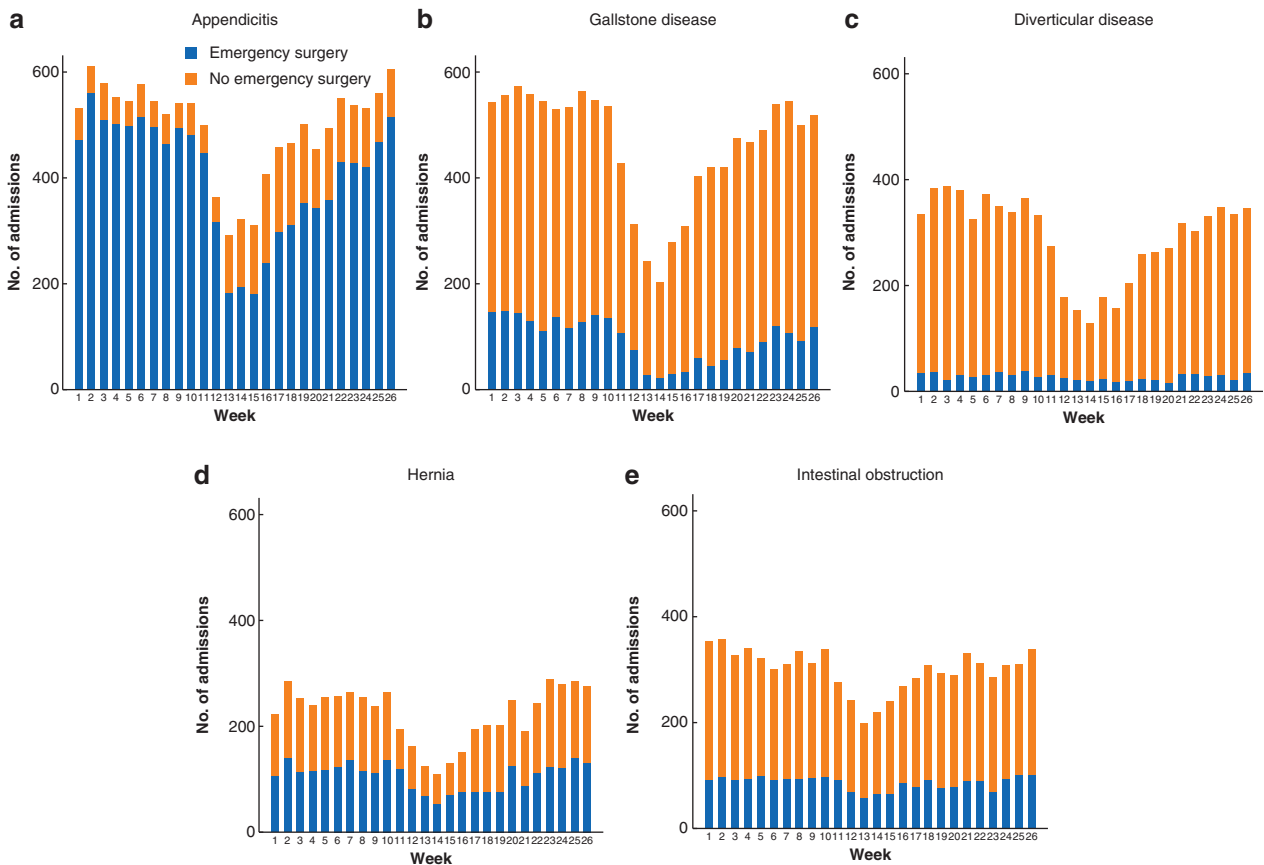 a Appendicitis
Emergency surgery
No emergency surgery
No. of admissions
600
400
200
0
1 2 3 4 5 6 7 8 9 10 11 12 13 14 15 16 17 18 19 20 21 22 23 24 25 26
Week
b Gallstone disease
No. of admissions
600
400
200
0
1 2 3 4 5 6 7 8 9 10 11 12 13 14 15 16 17 18 19 20 21 22 23 24 25 26
Week
c Diverticular disease
No. of admissions
600
400
200
0
1 2 3 4 5 6 7 8 9 10 11 12 13 14 15 16 17 18 19 20 21 22 23 24 25 26
Week
d Hernia
No. of admissions
600
400
200
0
1 2 3 4 5 6 7 8 9 10 11 12 13 14 15 16 17 18 19 20 21 22 23 24 25 26
Week
e Intestinal obstruction
No. of admissions
600
400
200
0
1 2 3 4 5 6 7 8 9 10 11 12 13 14 15 16 17 18 19 20 21 22 23 24 25 26
Week